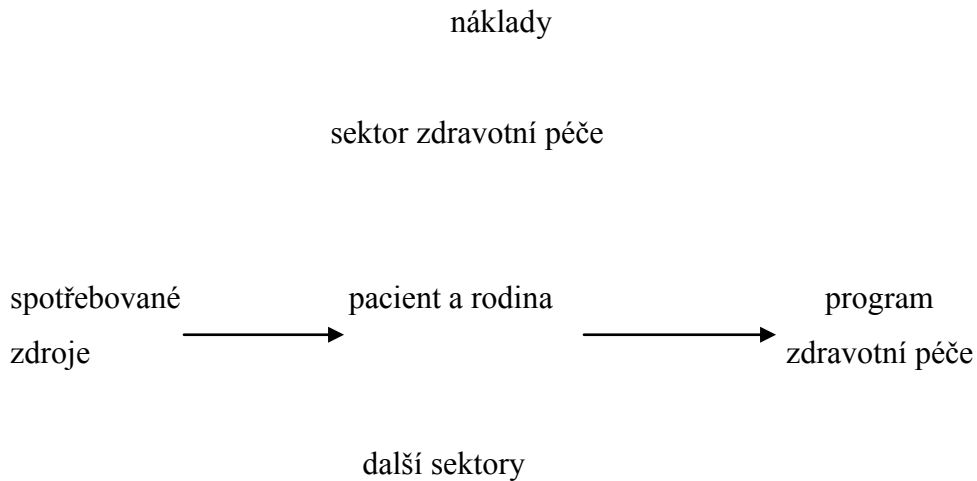 náklady
sektor zdravotní péče
spotřebované
zdroje
pacient a rodina
program
zdravotní péče
další sektory